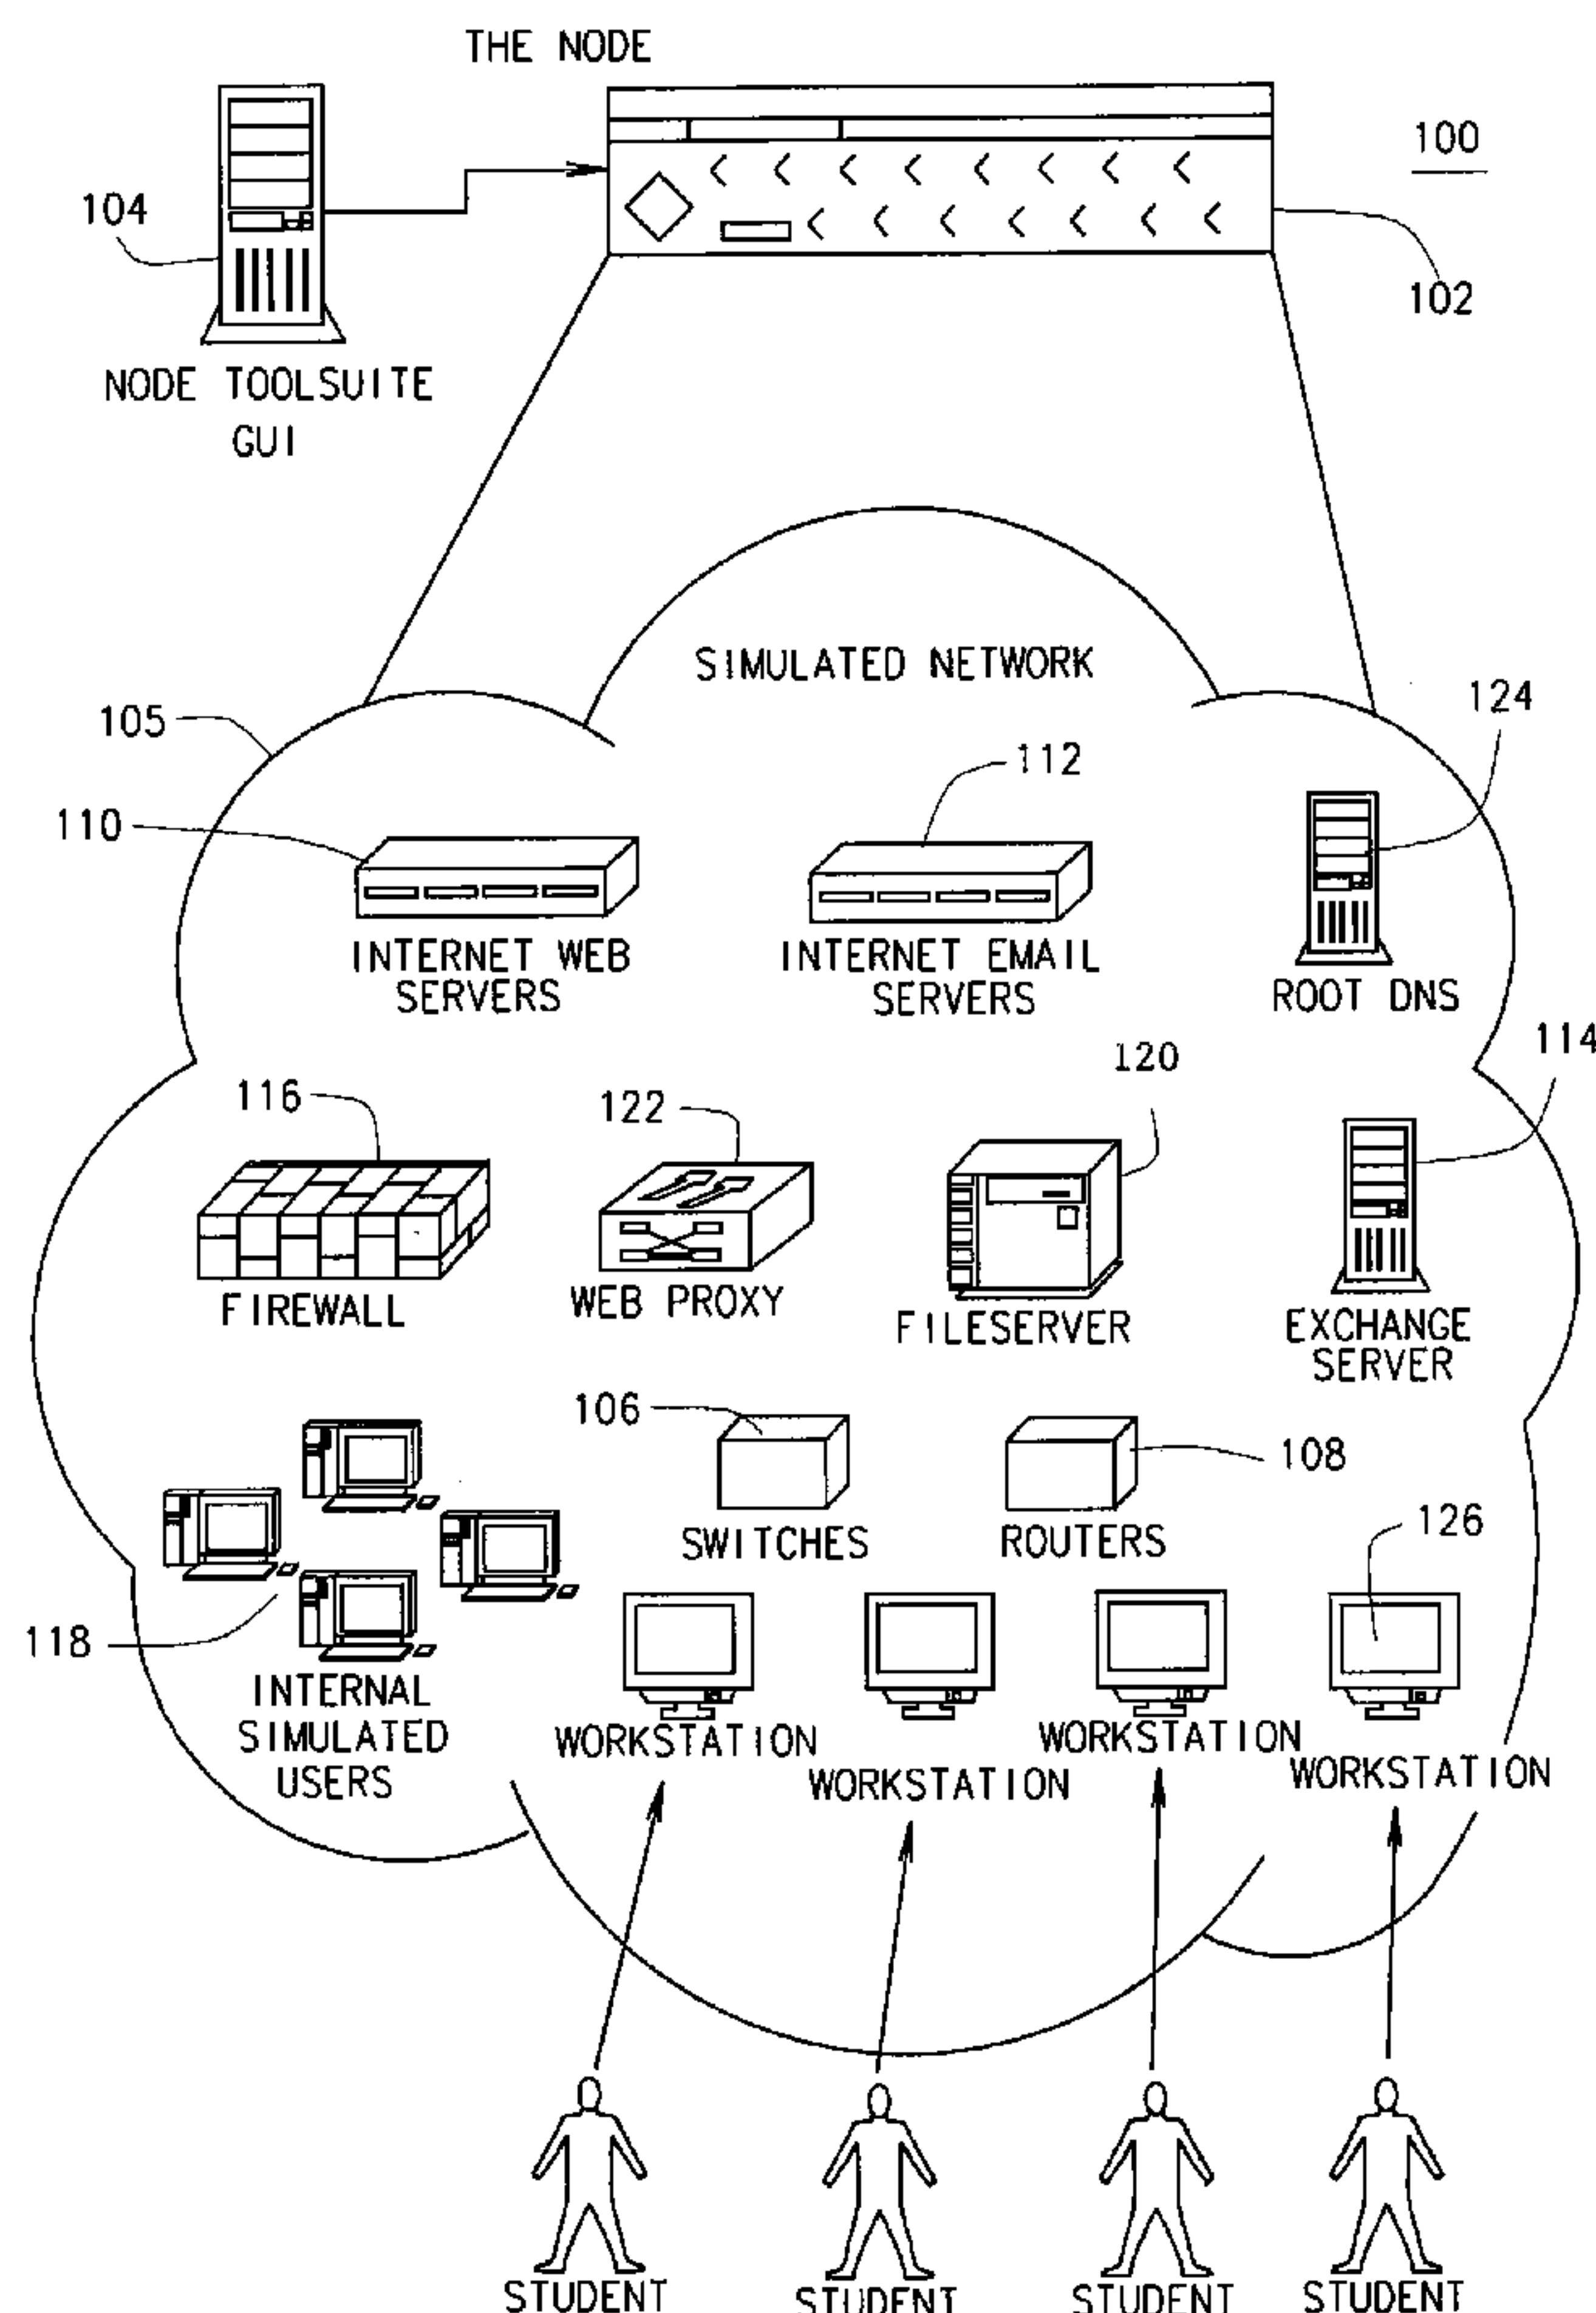 THE NODE
100
104
102
NODE TOOLSUITE
GUI
SIMULATED NETWORK
124
105
112
110
INTERNET WEB
SERVERS
INTERNET EMAIL
SERVERS
ROOT DNS
114
120
116
122
FIREWALL
WEB PROXY
FILESERVER
EXCHANGE
SERVER
106
108
SWITCHES
ROUTERS
126
118
INTERNAL
SIMULATED
USERS
WORKSTATION
WORKSTATION
WORKSTATION
WORKSTATION
STUDENT
STUDENT
STUDENT
STUDENT